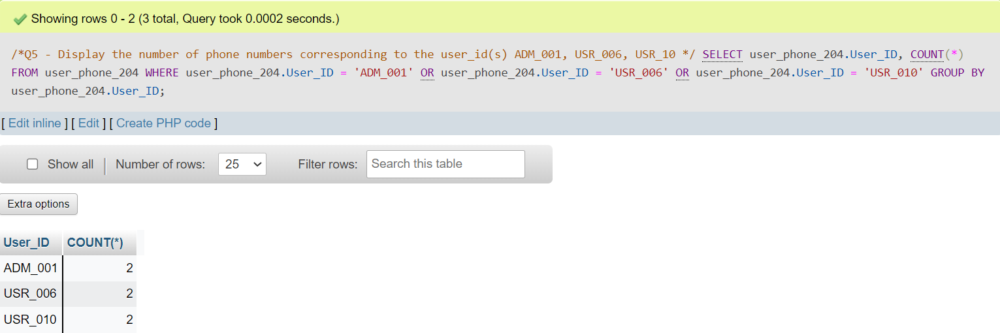 Showing rows 0 - 2 (3 total, Query took 0.0002 seconds.)
/*Q5 - Display the number of phone numbers corresponding to the user_id(s) ADM_001, USR_006, USR_10 */ SELECT user_phone_204.User_ID, COUNT(*)
FROM user_phone_204 WHERE user_phone_204.User_ID = 'ADM_001' OR user_phone_204.User_ID = 'USR_006' OR user_phone_204.User_ID = 'USR_010' GROUP BY
user_phone_204.User_ID;
[ Edit inline ] [ Edit ] [ Create PHP code ]
Show all | Number of rows: 25 Filter rows: Search this table
Extra options
User_ID COUNT(*)
ADM_001 2
USR_006 2
USR_010 2